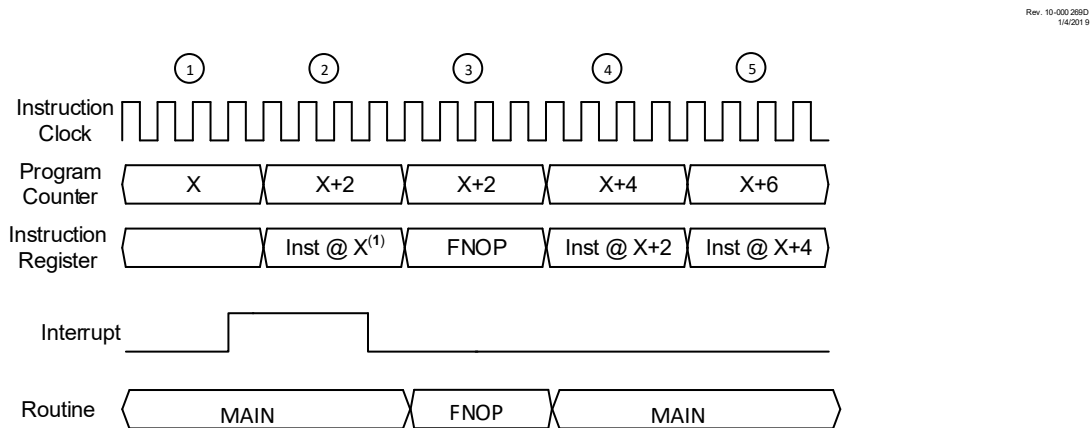 Rev. 10-000 269D
1/4/201 9
1 2 3 4 5
Instruction
Clock
Program
Counter
X X+2 X+2 X+4 X+6
Instruction
Register
Inst @ X(1) FNOP Inst @ X+2 Inst @ X+4
Interrupt
Routine MAIN FNOP MAIN